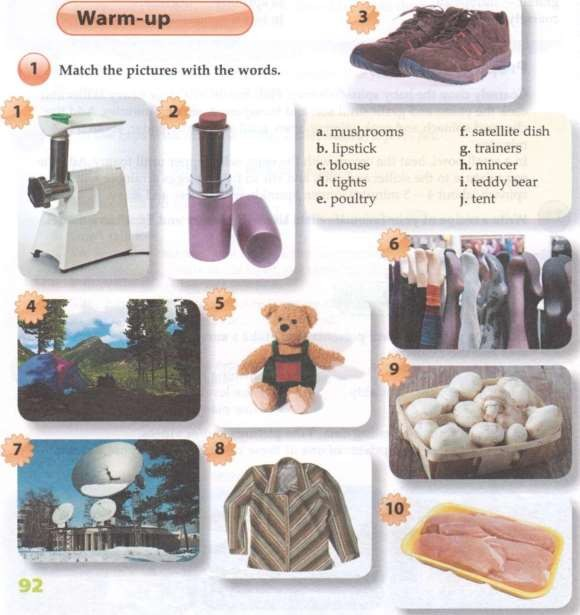 Warm-up
3
1 Match the pictures with the words.
1
2
a. mushrooms
b. lipstick
c. blouse
d. tights
e. poultry
f. satellite dish
g. trainers
h. mincer
i. teddy bear
j. tent
6
4
5
9
7
8
10
92